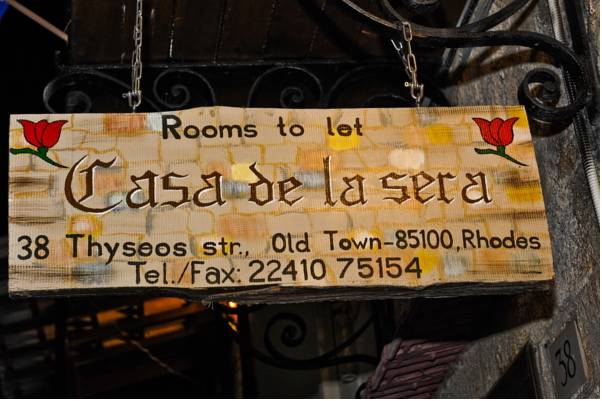 Rooms to let
Casa de la sera
38 Thyseos str., Old Town-85100, Rhodes
Tel./Fax: 22410 75154
38